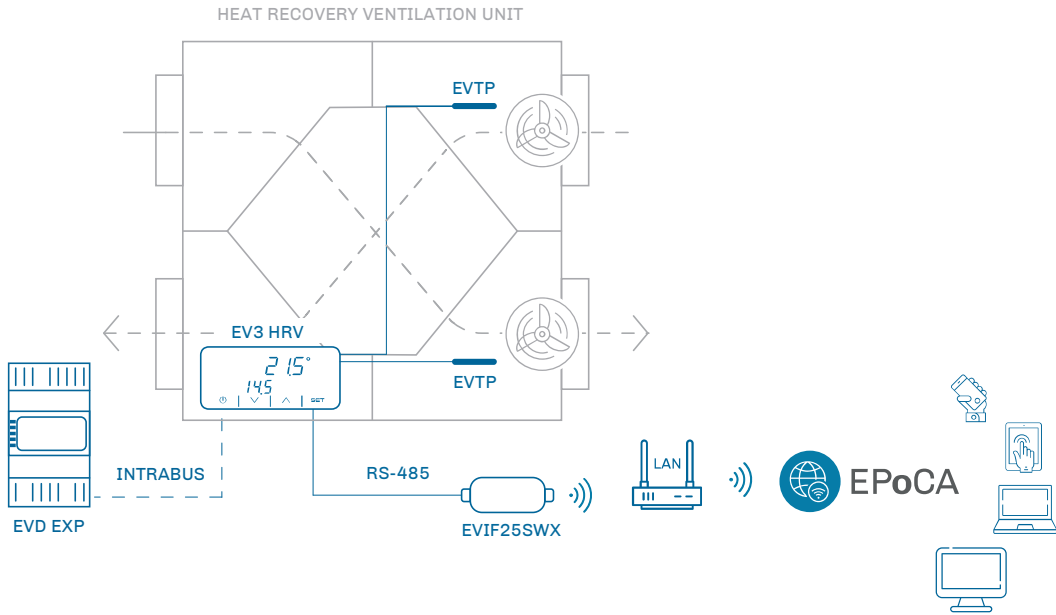 HEAT RECOVERY VENTILATION UNIT
EVTP
EV3 HRV
21.5°
14.5
SET
EVTP
INTRABUS
RS-485
LAN
EPoCA
EVD EXP
EVIF25SWX